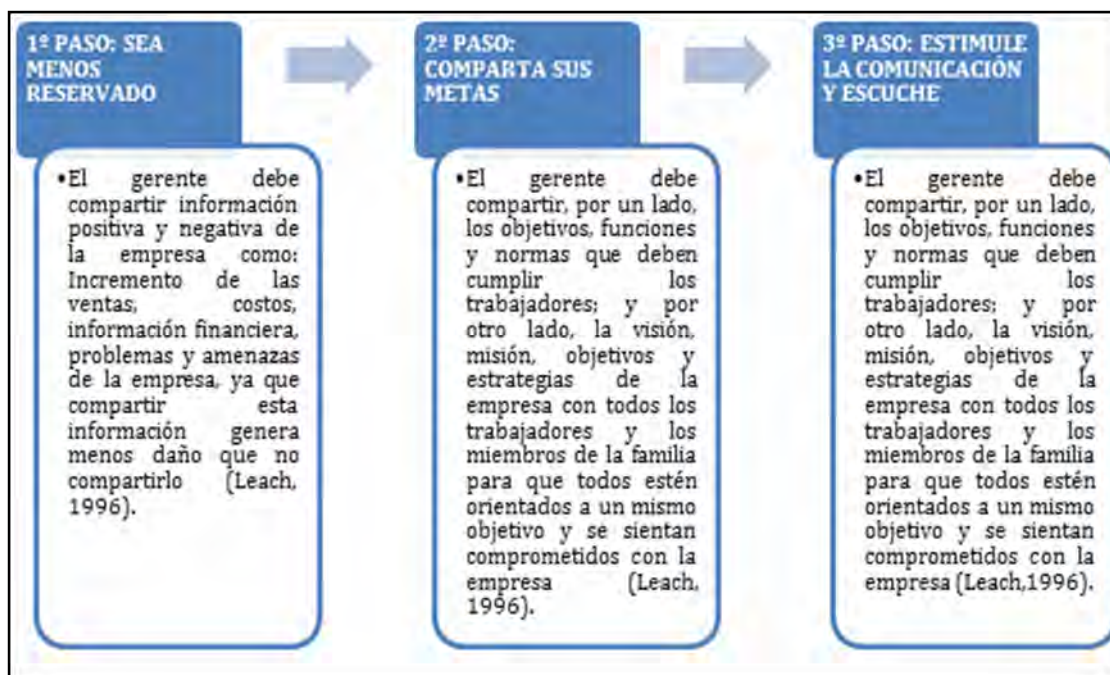 1º PASO: SEA
MENOS
RESERVADO
•El gerente debe
compartir información
positiva y negativa de
la empresa como:
Incremento de las
ventas, costos,
información financiera,
problemas y amenazas
de la empresa, ya que
compartir esta
información genera
menos daño que no
compartirlo (Leach,
1996).
2º PASO:
COMPARTA SUS
METAS
•El gerente debe
compartir, por un lado,
los objetivos, funciones
y normas que deben
cumplir los
trabajadores; y por
otro lado, la visión,
misión, objetivos y
estrategias de la
empresa con todos los
trabajadores y los
miembros de la familia
para que todos estén
orientados a un mismo
objetivo y se sientan
comprometidos con la
empresa (Leach,
1996).
3º PASO: ESTIMULE
LA COMUNICACIÓN
Y ESCUCHE
•El gerente debe
compartir, por un lado,
los objetivos, funciones
y normas que deben
cumplir los
trabajadores; y por
otro lado, la visión,
misión, objetivos y
estrategias de la
empresa con todos los
trabajadores y los
miembros de la familia
para que todos estén
orientados a un mismo
objetivo y se sientan
comprometidos con la
empresa (Leach,1996).